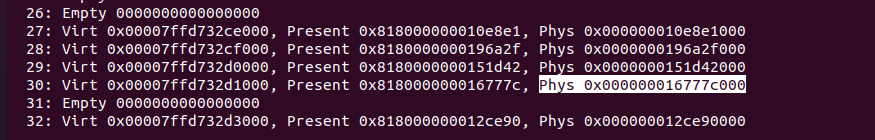 26: Empty 0000000000000000
27: Virt 0x00007ffd732ce000, Present 0x818000000010e8e1, Phys 0x000000010e8e1000
28: Virt 0x00007ffd732cf000, Present 0x8180000000196a2f, Phys 0x0000000196a2f000
29: Virt 0x00007ffd732d0000, Present 0x8180000000151d42, Phys 0x0000000151d42000
30: Virt 0x00007ffd732d1000, Present 0x818000000016777c, Phys 0x000000016777c000
31: Empty 0000000000000000
32: Virt 0x00007ffd732d3000, Present 0x818000000012ce90, Phys 0x000000012ce90000